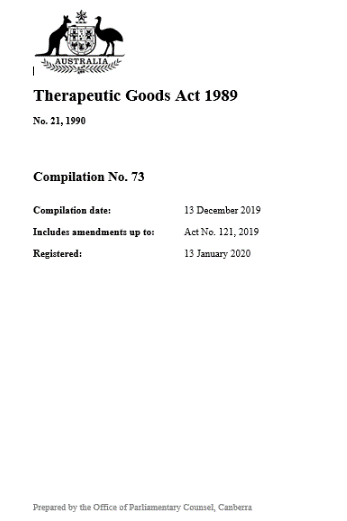 AUSTRALIA
Therapeutic Goods Act 1989
No. 21, 1990
Compilation No. 73
Compilation date: 13 December 2019
Includes amendments up to: Act No. 121, 2019
Registered: 13 January 2020
Prepared by the Office of Parliamentary Counsel, Canberra